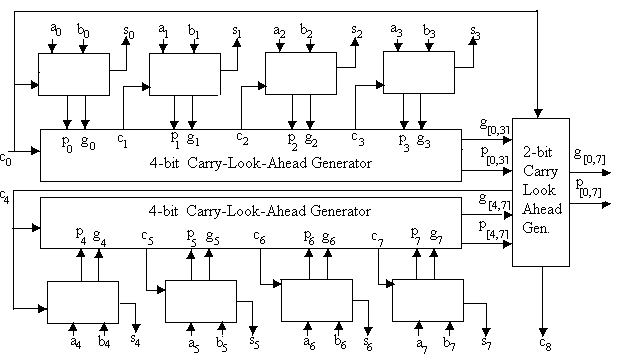 a0 b0 s0 a1 b1 s1 a2 b2 s2 a3 b3 s3
p0 g0 c1 p1 g1 c2 p2 g2 c3 p3 g3
g[0,3]
c0
4-bit Carry-Look-Ahead Generator
p[0,3]
2-bit
Carry
Look
Ahead
Gen.
g[0,7]
p[0,7]
c4
4-bit Carry-Look-Ahead Generator
g[4,7]
p[4,7]
p4 g4 c5 p5 g5 c6 p6 g6 c7 p7 g7
a4 b4 s4 a5 b5 s5 a6 b6 s6 a7 b7 s7
c8